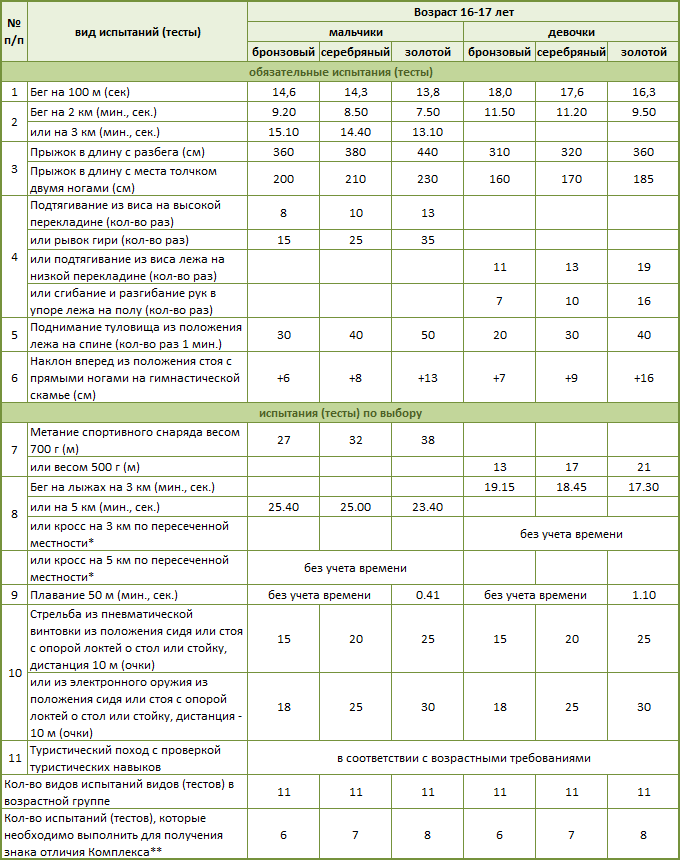 № п/п вид испытаний (тесты) Возраст 16-17 лет
мальчики девочки
бронзовый серебряный золотой бронзовый серебряный золотой
обязательные испытания (тесты)
1 Бег на 100 м (сек) 14,6 14,3 13,8 18,0 17,6 16,3
2 Бег на 2 км (мин., сек.) 9.20 8.50 7.50 11.50 11.20 9.50
или на 3 км (мин., сек.) 15.10 14.40 13.10
3 Прыжок в длину с разбега (см) 360 380 440 310 320 360
Прыжок в длину с места толчком
двумя ногами (см) 200 210 230 160 170 185
4 Подтягивание из виса на высокой
перекладине (кол-во раз) 8 10 13
или рывок гири (кол-во раз) 15 25 35
или подтягивание из виса лежа на
низкой перекладине (кол-во раз) 11 13 19
или сгибание и разгибание рук в
упоре лежа на полу (кол-во раз) 7 10 16
5 Поднимание туловища из положения
лежа на спине (кол-во раз 1 мин.) 30 40 50 20 30 40
6 Наклон вперед из положения стоя с
прямыми ногами на гимнастической
скамье (см) +6 +8 +13 +7 +9 +16
испытания (тесты) по выбору
7 Метание спортивного снаряда весом
700 г (м) 27 32 38
или весом 500 г (м) 13 17 21
8 Бег на лыжах на 3 км (мин., сек.) 19.15 18.45 17.30
или на 5 км (мин., сек.) 25.40 25.00 23.40
или кросс на 3 км по пересеченной
местности* без учета времени
или кросс на 5 км по пересеченной
местности* без учета времени
9 Плавание 50 м (мин., сек.) без учета времени 0.41 без учета времени 1.10
10 Стрельба из пневматической
винтовки из положения сидя или стоя
с опорой локтей о стол или стойку,
дистанция 10 м (очки) 15 20 25 15 20 25
или из электронного оружия из
положения сидя или стоя с опорой
локтей о стол или стойку, дистанция -
10 м (очки) 18 25 30 18 25 30
11 Туристический поход с проверкой
туристических навыков в соответствии с возрастными требованиями
Кол-во видов испытаний видов (тестов) в
возрастной группе 11 11 11 11 11 11
Кол-во испытаний (тестов), которые
необходимо выполнить для получения
знака отличия Комплекса** 6 7 8 6 7 8